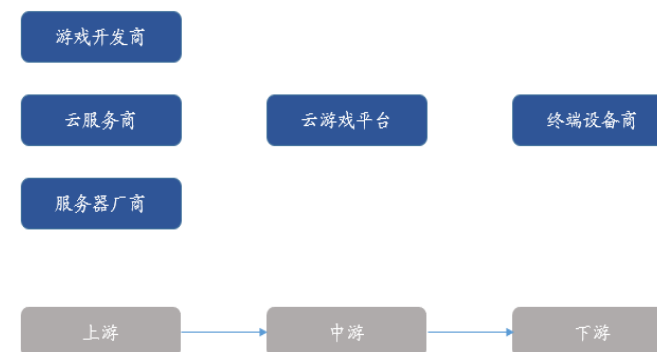 游戏开发商
云服务商
云游戏平台
终端设备商
服务器厂商
上游
中游
下游